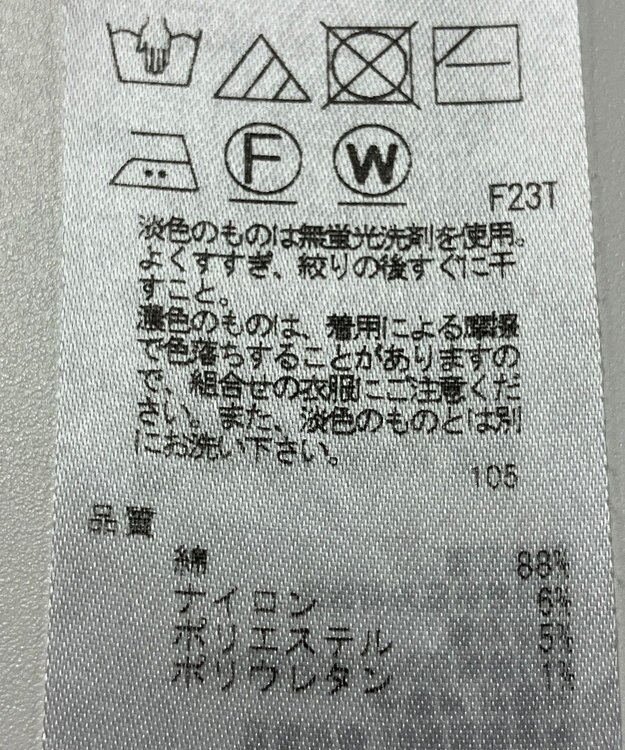 F W
F23T
淡色のものは無蛍光洗剤を使用。
よくすすぎ、絞りの後すぐに干
すこと。
濃色のものは、着用による摩擦
で色落ちすることがありますの
で、組合せの衣服にご注意くだ
さい。また、淡色のものとは別
にお洗い下さい。
105
品質
綿 88%
ナイロン 6%
ポリエステル 5%
ポリウレタン 1%